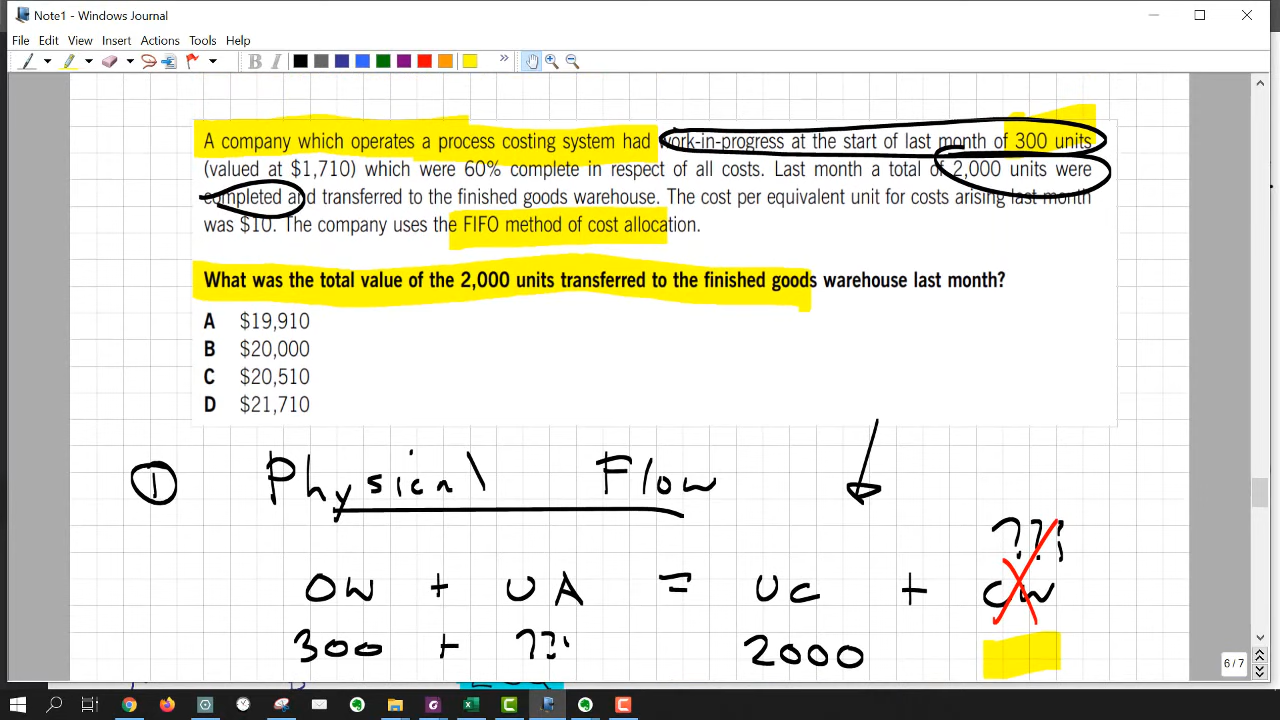 Note1 - Windows Journal
File Edit View Insert Actions Tools Help
B I
A company which operates a process costing system had work-in-progress at the start of last month of 300 units
(valued at $1,710) which were 60% complete in respect of all costs. Last month a total of 2,000 units were
completed and transferred to the finished goods warehouse. The cost per equivalent unit for costs arising last month
was $10. The company uses the FIFO method of cost allocation.
What was the total value of the 2,000 units transferred to the finished goods warehouse last month?
A $19,910
B $20,000
C $20,510
D $21,710
1 Physical Flow
???
OW + UA = UC + CW
300 + ??? 2000
6 / 7